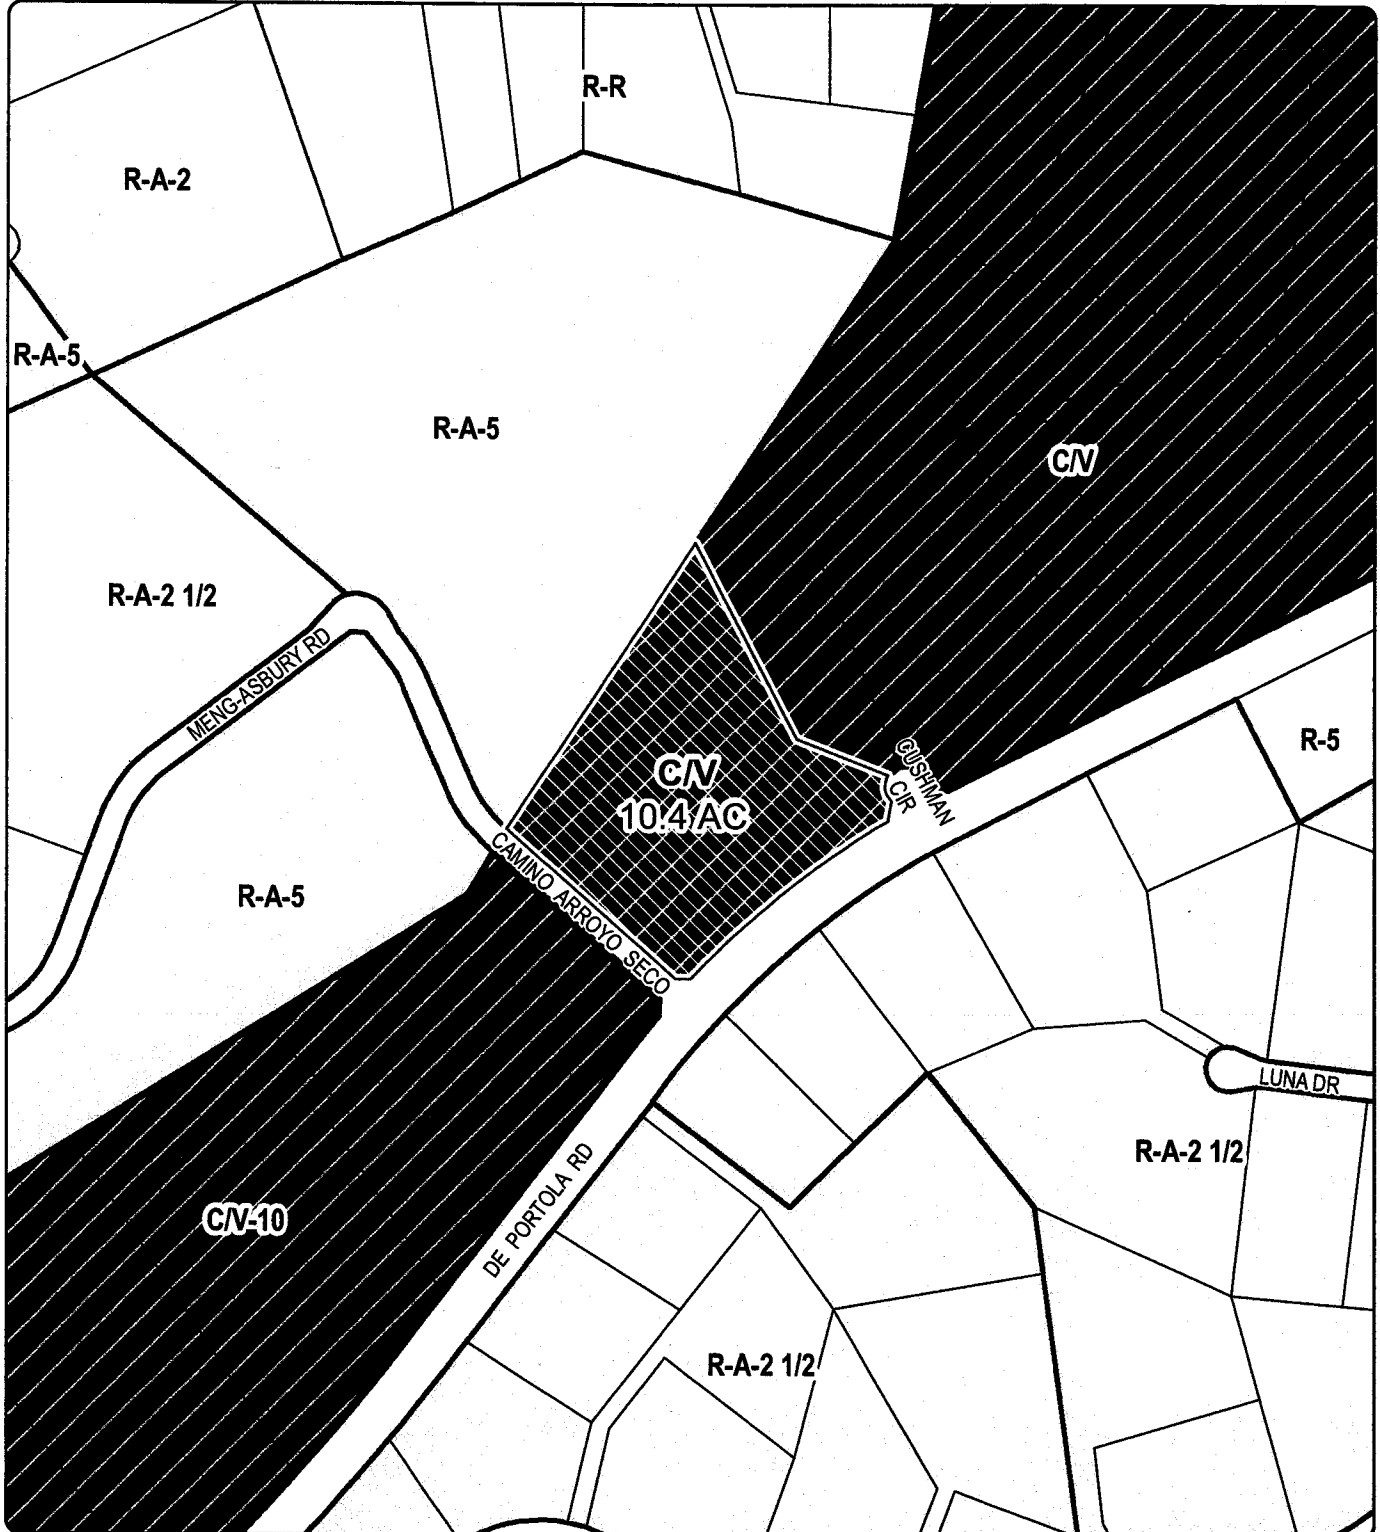 R-R
R-A-2
R-A-5
R-A-5
C/V
R-A-2 1/2
MENG-ASBURY RD
R-5
CUSHMAN
CIR
C/V
10.4 AC
CAMINO ARROYO SECO
R-A-5
LUNA DR
R-A-2 1/2
DE PORTOLA RD
C/V-10
R-A-2 1/2